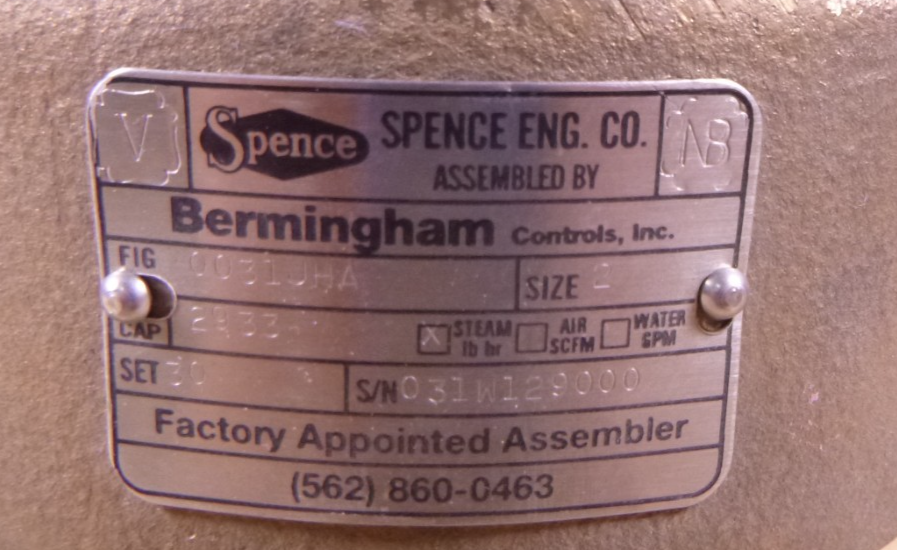 V Spence SPENCE ENG. CO. NB
ASSEMBLED BY
Bermingham Controls, Inc.
FIG 0031JHA SIZE 2
CAP 2833 X STEAM lb hr AIR SCFM WATER GPM
SET 30 S/N 031W129000
Factory Appointed Assembler
(562) 860-0463